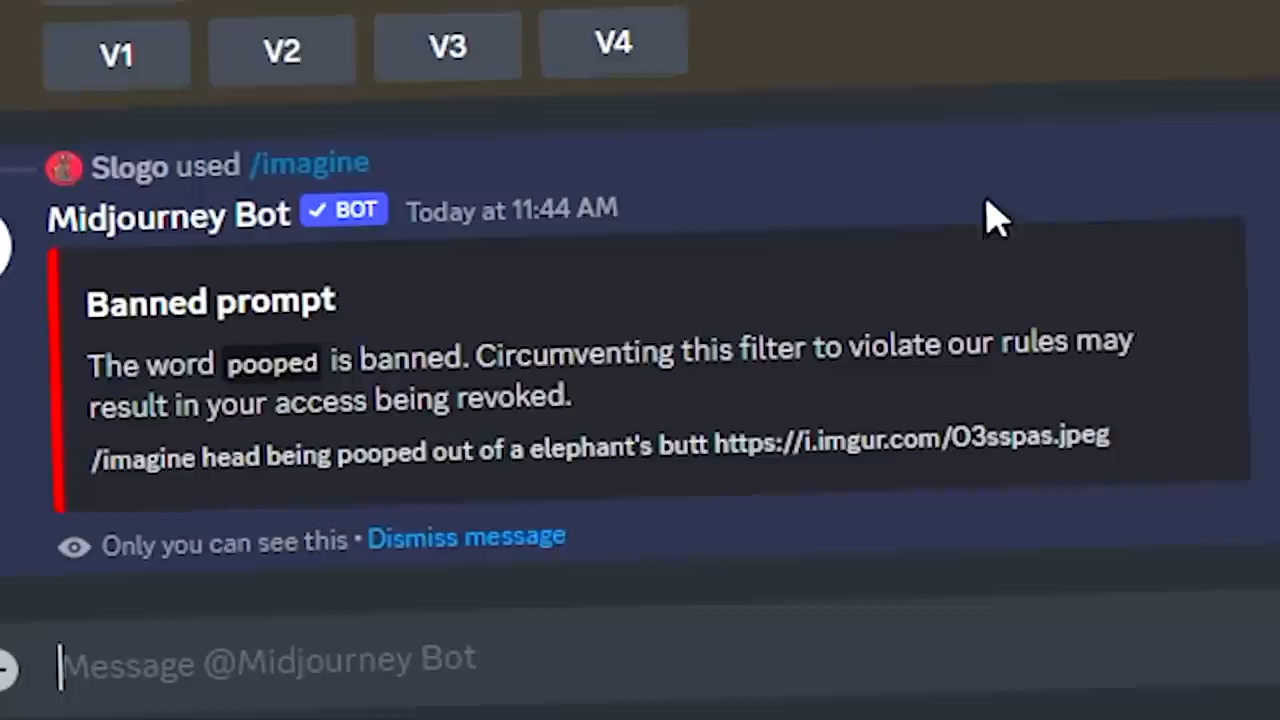 V1 V2 V3 V4
Slogo used /imagine
Midjourney Bot ✓ BOT Today at 11:44 AM
Banned prompt
The word pooped is banned. Circumventing this filter to violate our rules may
result in your access being revoked.
/imagine head being pooped out of a elephant's butt https://i.imgur.com/O3sspas.jpeg
Only you can see this • Dismiss message
Message @Midjourney Bot